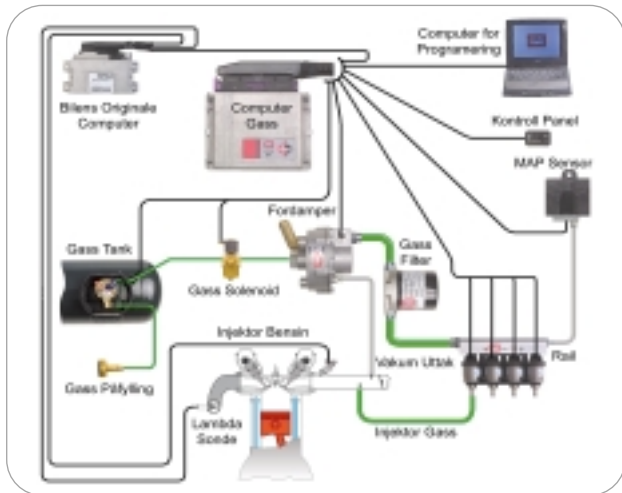 Computer for
Programering
Bilens Originale
Computer
Computer
Gass
Kontroll Panel
MAP Sensor
Fordamper
Gass Tank
Gass
Filter
Gass Solenoid
Injektor Bensin
Vakum Uttak
Rail
Gass Påfylling
Lambda
Sonde
Injektor Gass